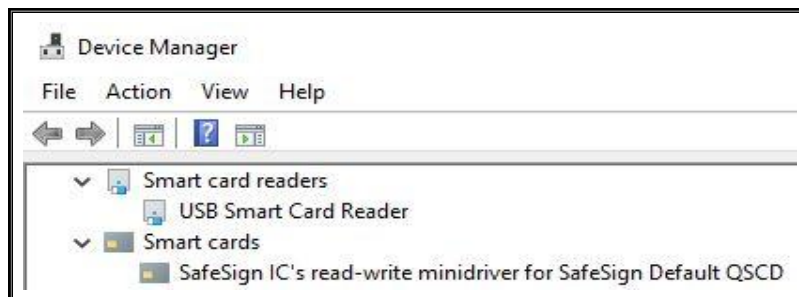 Device Manager
File Action View Help
Smart card readers
USB Smart Card Reader
Smart cards
SafeSign IC's read-write minidriver for SafeSign Default QSCD